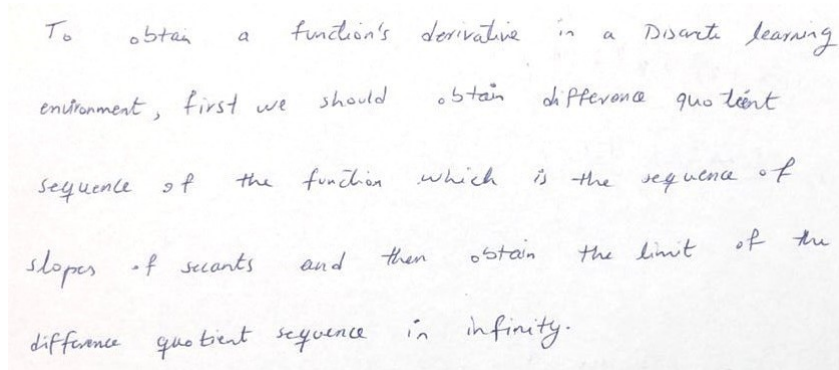 To obtain a function's derivative in a Discrete learning
environment, first we should obtain difference quotient
sequence of the function which is the sequence of
slopes of secants and then obtain the limit of the
difference quotient sequence in infinity.